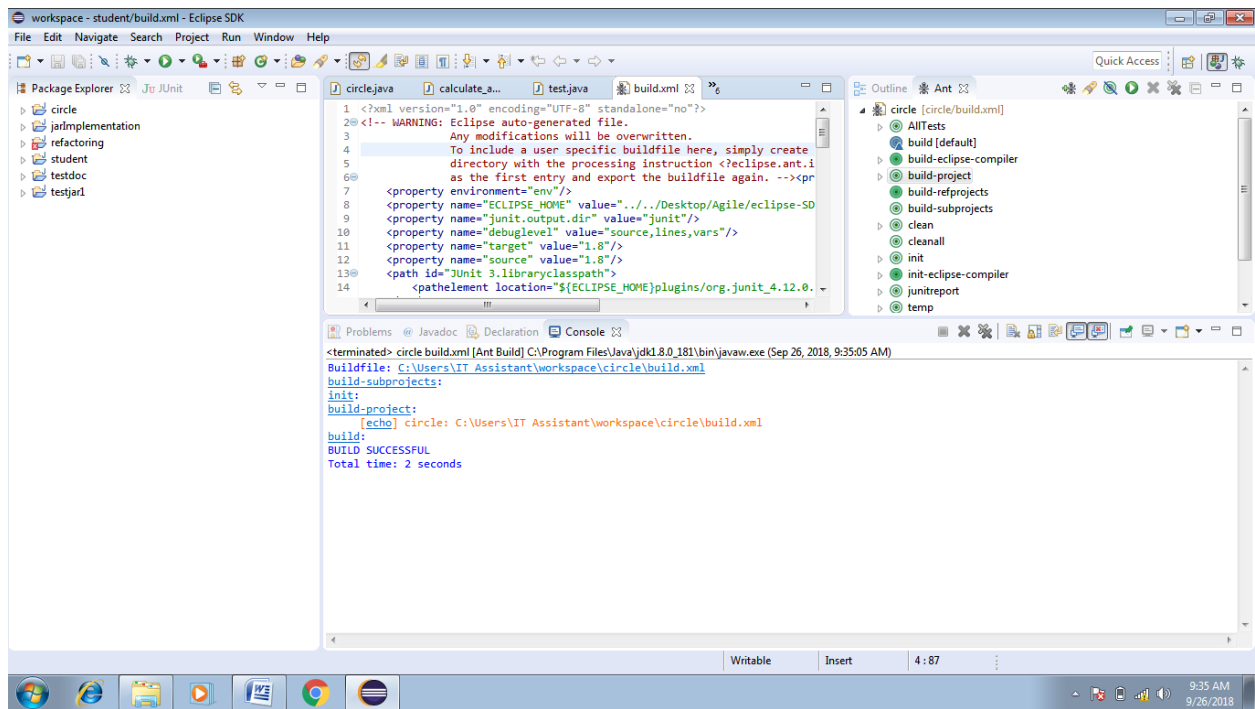 workspace - student/build.xml - Eclipse SDK
File Edit Navigate Search Project Run Window Help
Quick Access
Package Explorer JUnit
circle
jarImplementation
refactoring
student
testdoc
testjar1
circle.java calculate_a... test.java build.xml »6
1 <?xml version="1.0" encoding="UTF-8" standalone="no"?>
2 <!-- WARNING: Eclipse auto-generated file.
3 Any modifications will be overwritten.
4 To include a user specific buildfile here, simply create
5 directory with the processing instruction <?eclipse.ant.i
6 as the first entry and export the buildfile again. --><pr
7 <property environment="env"/>
8 <property name="ECLIPSE_HOME" value="../../Desktop/Agile/eclipse-SD
9 <property name="junit.output.dir" value="junit"/>
10 <property name="debuglevel" value="source,lines,vars"/>
11 <property name="target" value="1.8"/>
12 <property name="source" value="1.8"/>
13 <path id="JUnit 3.libraryclasspath">
14 <pathelement location="${ECLIPSE_HOME}plugins/org.junit_4.12.0.
Outline Ant
circle [circle/build.xml]
AllTests
build [default]
build-eclipse-compiler
build-project
build-refprojects
build-subprojects
clean
cleanall
init
init-eclipse-compiler
junitreport
temp
Problems @ Javadoc Declaration Console
<terminated> circle build.xml [Ant Build] C:\Program Files\Java\jdk1.8.0_181\bin\javaw.exe (Sep 26, 2018, 9:35:05 AM)
Buildfile: C:\Users\IT Assistant\workspace\circle\build.xml
build-subprojects:
init:
build-project:
[echo] circle: C:\Users\IT Assistant\workspace\circle\build.xml
build:
BUILD SUCCESSFUL
Total time: 2 seconds
Writable Insert 4 : 87
9:35 AM
9/26/2018